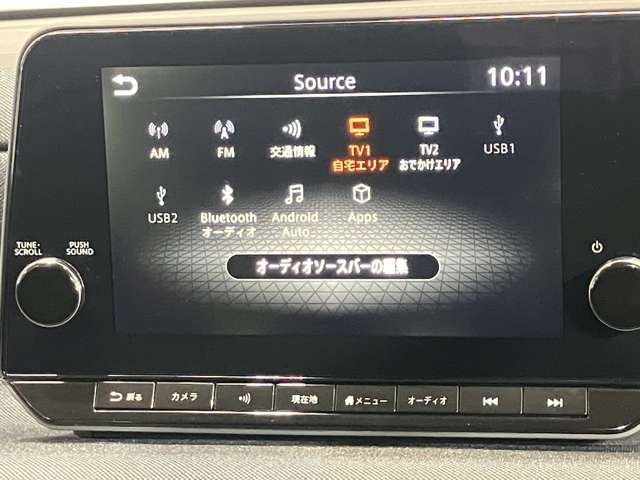 Source
10:11
AM
FM
交通情報
TV1
自宅エリア
TV2
おでかけエリア
USB1
USB2
Bluetooth
オーディオ
Android
Auto
Apps
TUNE・
SCROLL
PUSH
SOUND
オーディオソースバーの編集
戻る
カメラ
現在地
メニュー
オーディオ